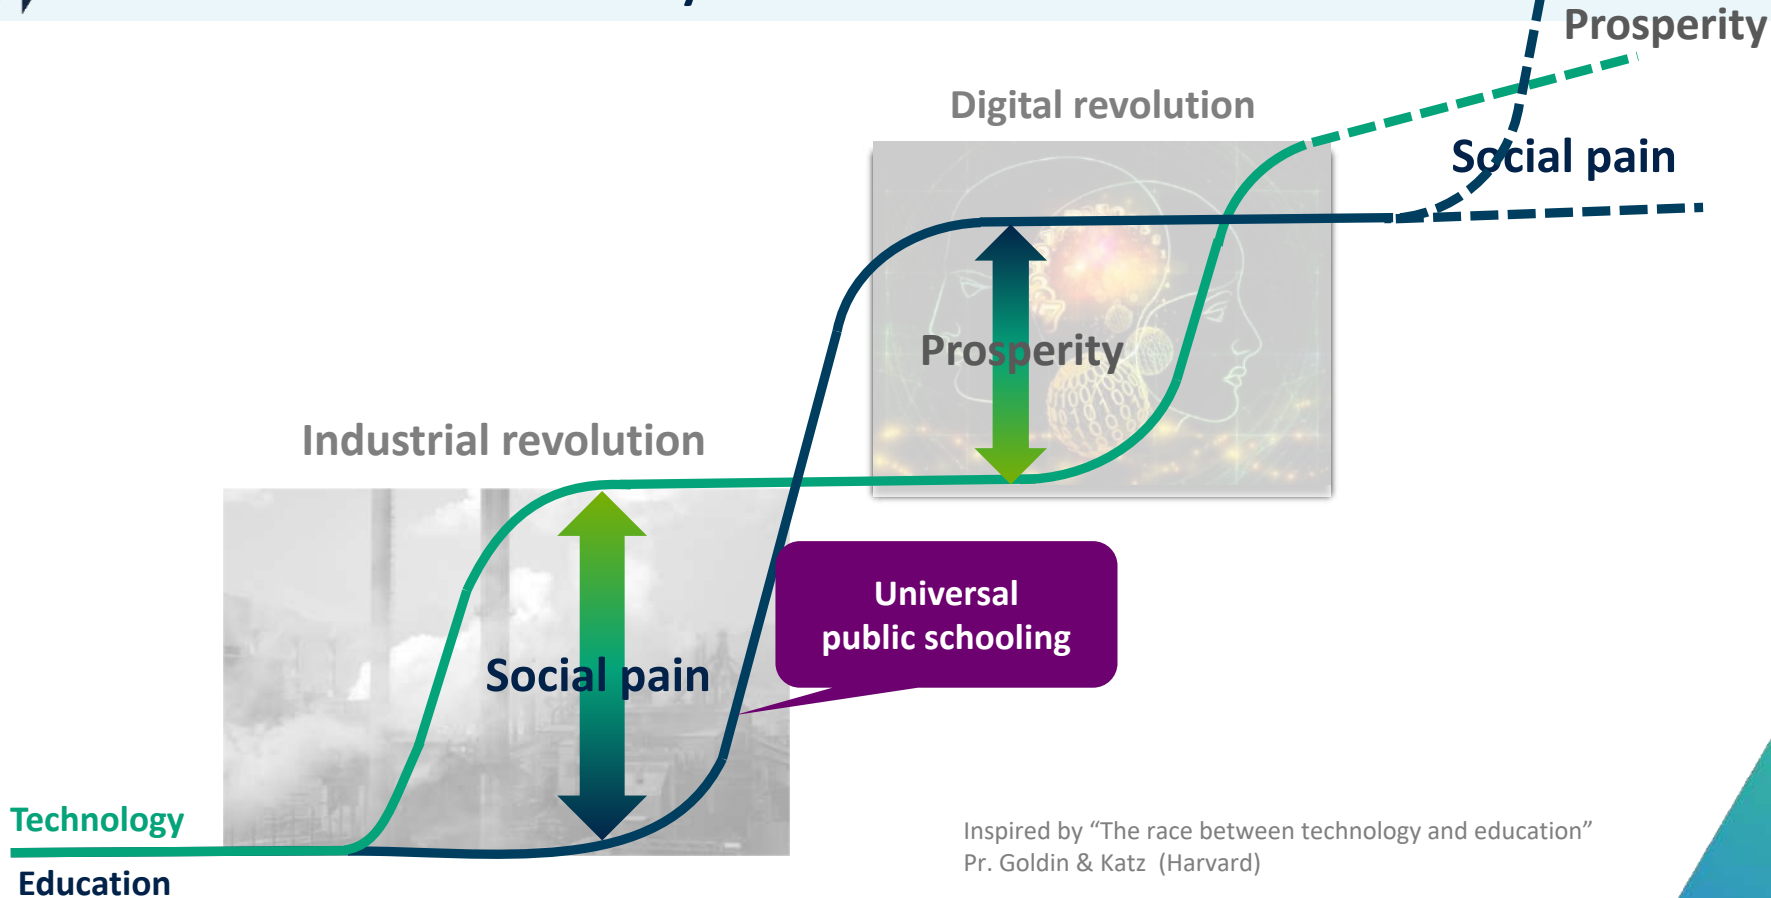 Prosperity
Digital revolution
Social pain
Prosperity
Industrial revolution
Universal
public schooling
Social pain
Technology
Education
Inspired by “The race between technology and education”
Pr. Goldin & Katz (Harvard)